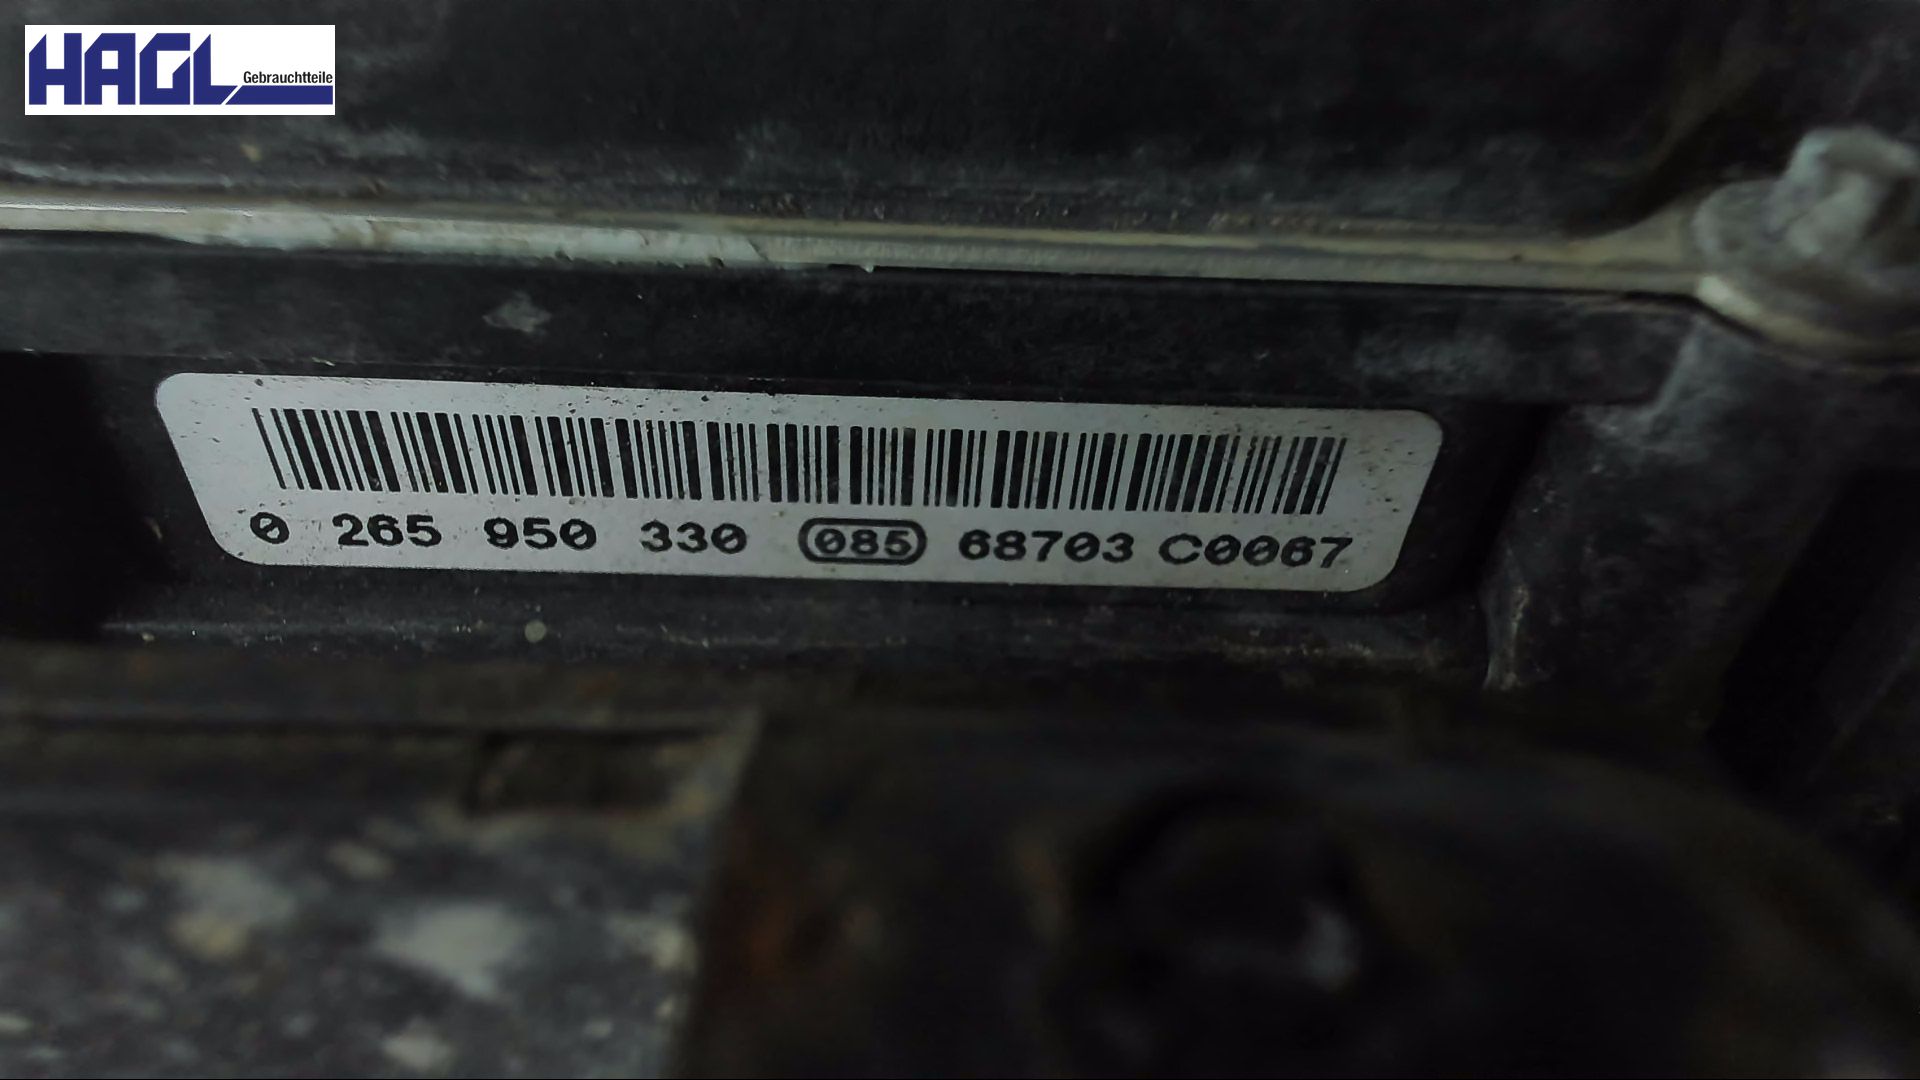 HAGL Gebrauchtteile
0 265 950 330 085 68703 C0067